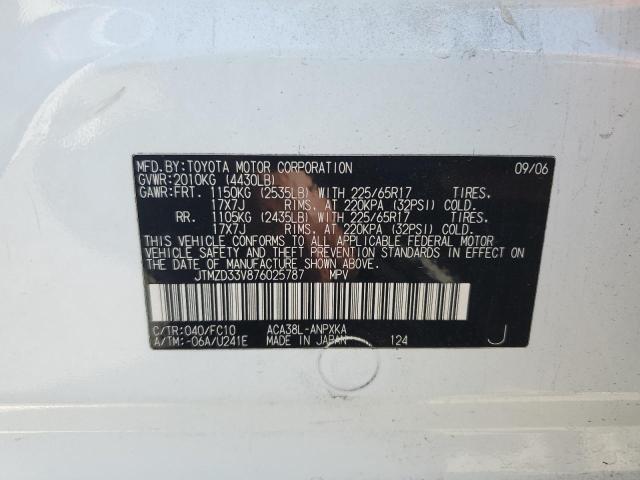 MFD.BY:TOYOTA MOTOR CORPORATION 09/06
GVWR:2010KG (4430LB)
GAWR:FRT. 1150KG (2535LB) WITH 225/65R17 TIRES.
17X7J RIMS. AT 220KPA (32PSI) COLD.
RR. 1105KG (2435LB) WITH 225/65R17 TIRES.
17X7J RIMS. AT 220KPA (32PSI) COLD.
THIS VEHICLE CONFORMS TO ALL APPLICABLE FEDERAL MOTOR
VEHICLE SAFETY AND THEFT PREVENTION STANDARDS IN EFFECT ON
THE DATE OF MANUFACTURE SHOWN ABOVE.
JTMZD33V876025787 MPV
C/TR:040/FC10 ACA38L-ANPXKA
A/TM:-06A/U241E MADE IN JAPAN 124 J